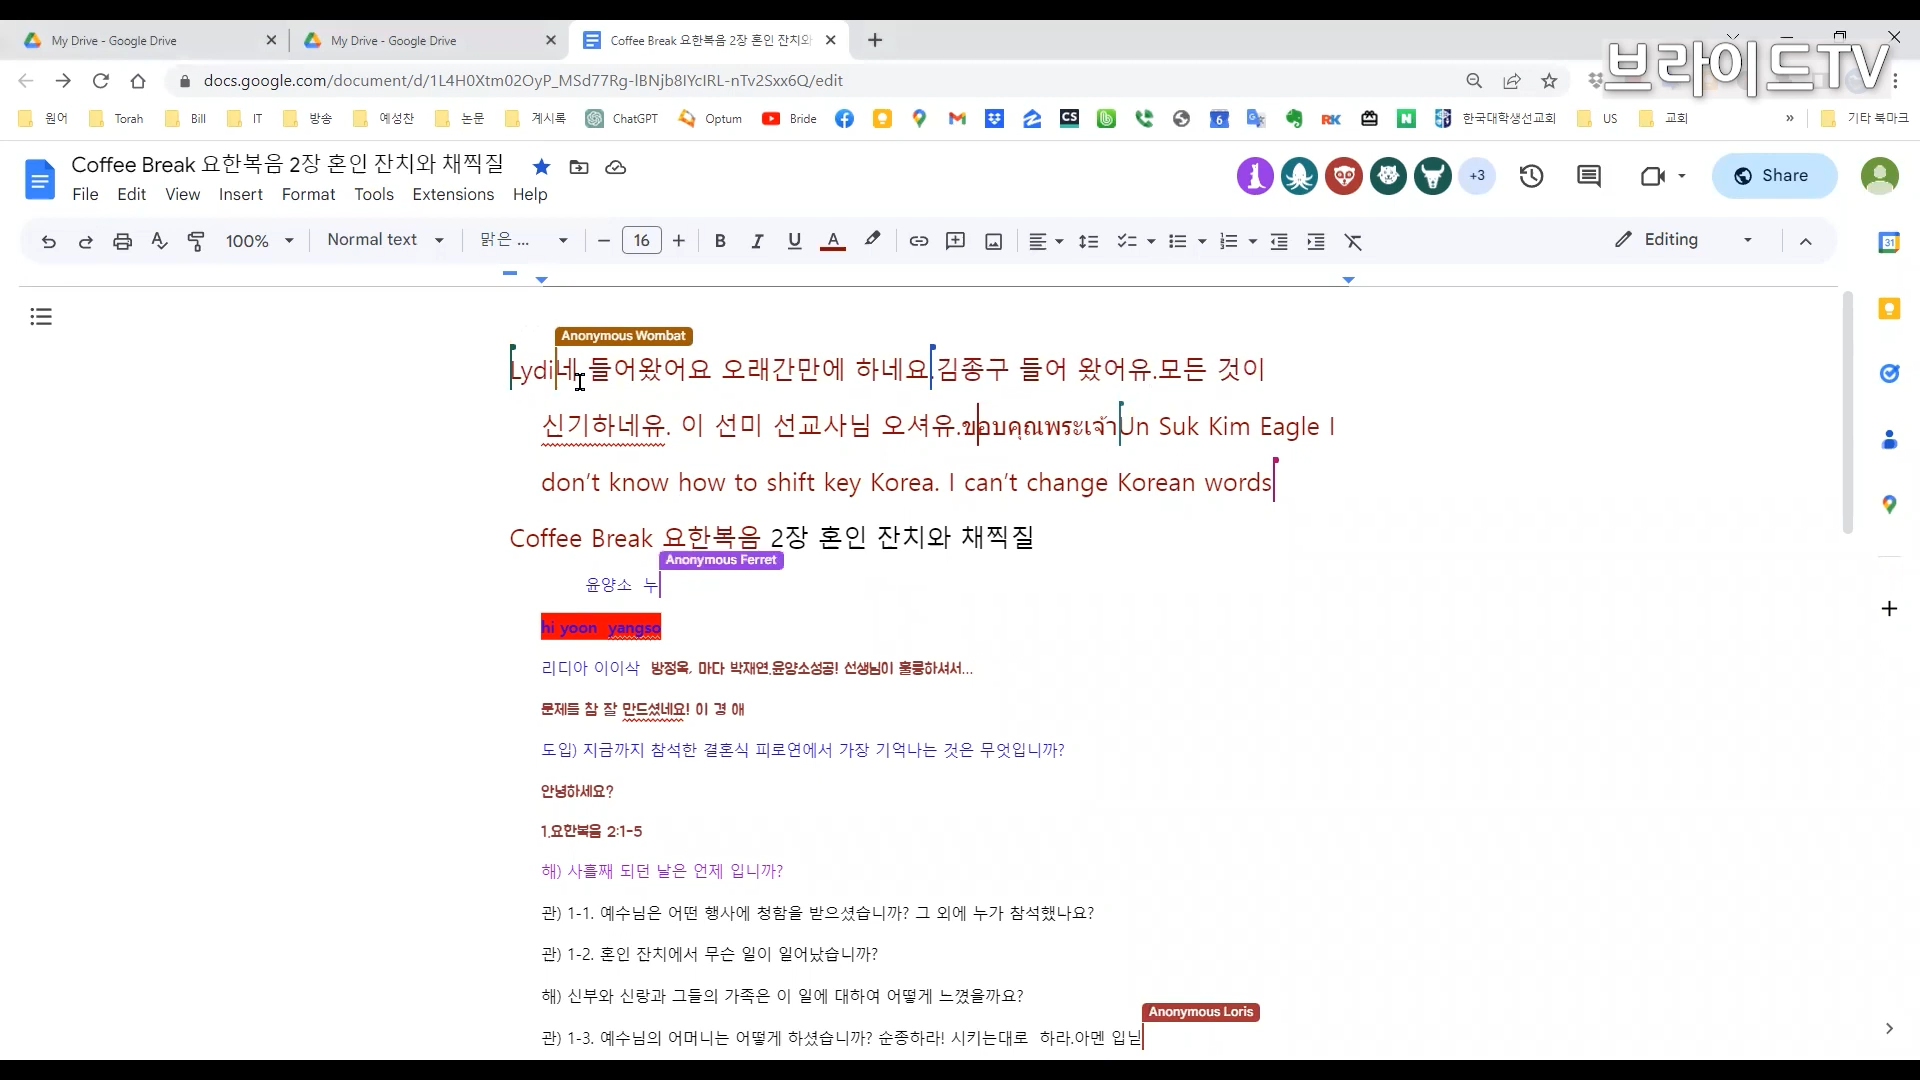 My Drive - Google Drive
My Drive - Google Drive
Coffee Break 요한복음 2장 혼인 잔치와
브라이드TV
docs.google.com/document/d/1L4H0Xtm02OyP_MSd77Rg-lBNjb8IYcIRL-nTv2Sxx6Q/edit
원어 Torah Bill IT 방송 예성찬 논문 계시록 ChatGPT Optum Bride 한국대학생선교회 US 교회 » 기타 북마크
Coffee Break 요한복음 2장 혼인 잔치와 채찍질
+3
Share
File Edit View Insert Format Tools Extensions Help
100% Normal text 맑은 ... 16 B I U A Editing
Anonymous Wombat
Lydi네 들어왔어요 오래간만에 하네요.김종구 들어 왔어유.모든 것이
신기하네유. 이 선미 선교사님 오셔유.ขอบคุณพระเจ้าUn Suk Kim Eagle I
don't know how to shift key Korea. I can't change Korean words
Coffee Break 요한복음 2장 혼인 잔치와 채찍질
Anonymous Ferret
윤양소 누
hi yoon yangso
리디아 이이삭 방정옥, 마다 박재연.윤양소성공! 선생님이 훌륭하셔서...
문제들 참 잘 만드셨네요! 이 경 애
도입) 지금까지 참석한 결혼식 피로연에서 가장 기억나는 것은 무엇입니까?
안녕하세요?
1.요한복음 2:1-5
해) 사흘째 되던 날은 언제 입니까?
관) 1-1. 예수님은 어떤 행사에 청함을 받으셨습니까? 그 외에 누가 참석했나요?
관) 1-2. 혼인 잔치에서 무슨 일이 일어났습니까?
해) 신부와 신랑과 그들의 가족은 이 일에 대하여 어떻게 느꼈을까요?
Anonymous Loris
관) 1-3. 예수님의 어머니는 어떻게 하셨습니까? 순종하라! 시키는대로 하라.아멘 입닏